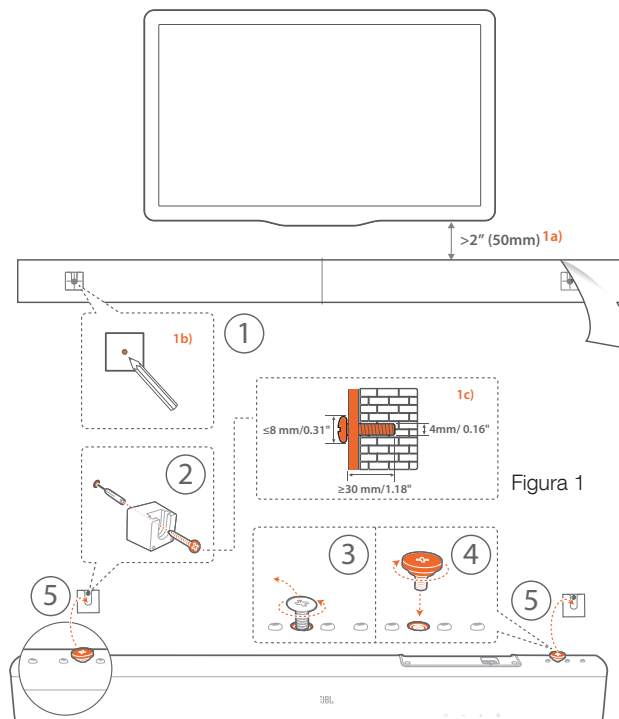 >2" (50mm) 1a)
1b)
1
1c)
≤8 mm/0.31"
4mm/ 0.16"
≥30 mm/1.18"
2
Figura 1
3
4
5
5
JBL